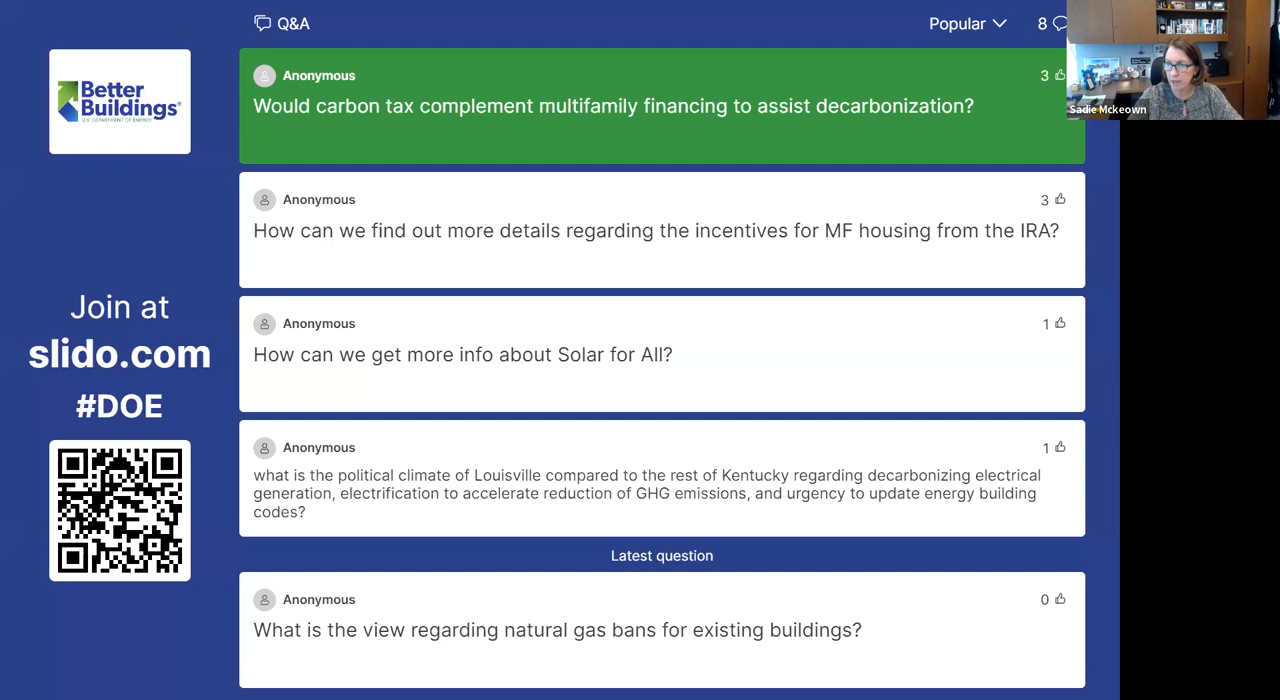 Q&A
Popular
8
Better
Buildings®
U.S. DEPARTMENT OF ENERGY
Join at
slido.com
#DOE
Anonymous
3
Would carbon tax complement multifamily financing to assist decarbonization?
Anonymous
3
How can we find out more details regarding the incentives for MF housing from the IRA?
Anonymous
1
How can we get more info about Solar for All?
Anonymous
1
what is the political climate of Louisville compared to the rest of Kentucky regarding decarbonizing electrical
generation, electrification to accelerate reduction of GHG emissions, and urgency to update energy building
codes?
Latest question
Anonymous
0
What is the view regarding natural gas bans for existing buildings?
Sadie Mckeown